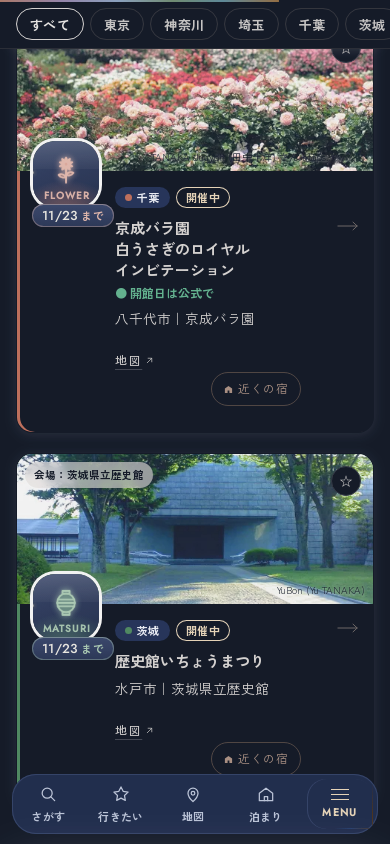 すべて
東京
神奈川
埼玉
千葉
茨城
FLOWER
11/23 まで
千葉
開催中
京成バラ園
白うさぎのロイヤル
インビテーション
開館日は公式で
八千代市｜京成バラ園
地図
近くの宿
会場：茨城県立歴史館
YuBon (Yu TANAKA)
MATSURI
11/23 まで
茨城
開催中
歴史館いちょうまつり
水戸市｜茨城県立歴史館
地図
近くの宿
さがす
行きたい
地図
泊まり
MENU